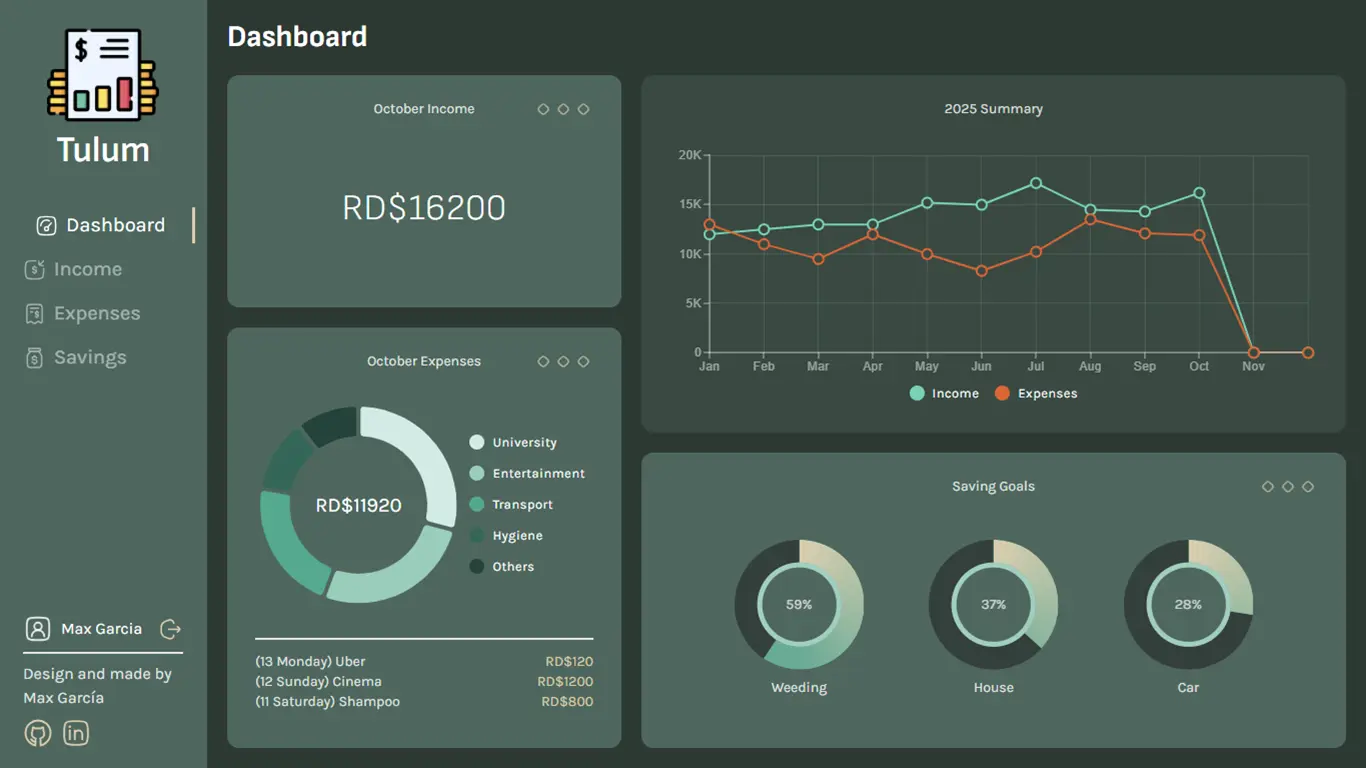 Tulum
Dashboard
Income
Expenses
Savings
Max Garcia
Design and made by
Max García
in
Dashboard
October Income
RD$16200
October Expenses
RD$11920
University
Entertainment
Transport
Hygiene
Others
(13 Monday) Uber RD$120
(12 Sunday) Cinema RD$1200
(11 Saturday) Shampoo RD$800
2025 Summary
20K
15K
10K
5K
0
Jan Feb Mar Apr May Jun Jul Aug Sep Oct Nov
Income Expenses
Saving Goals
59% 37% 28%
Weeding House Car